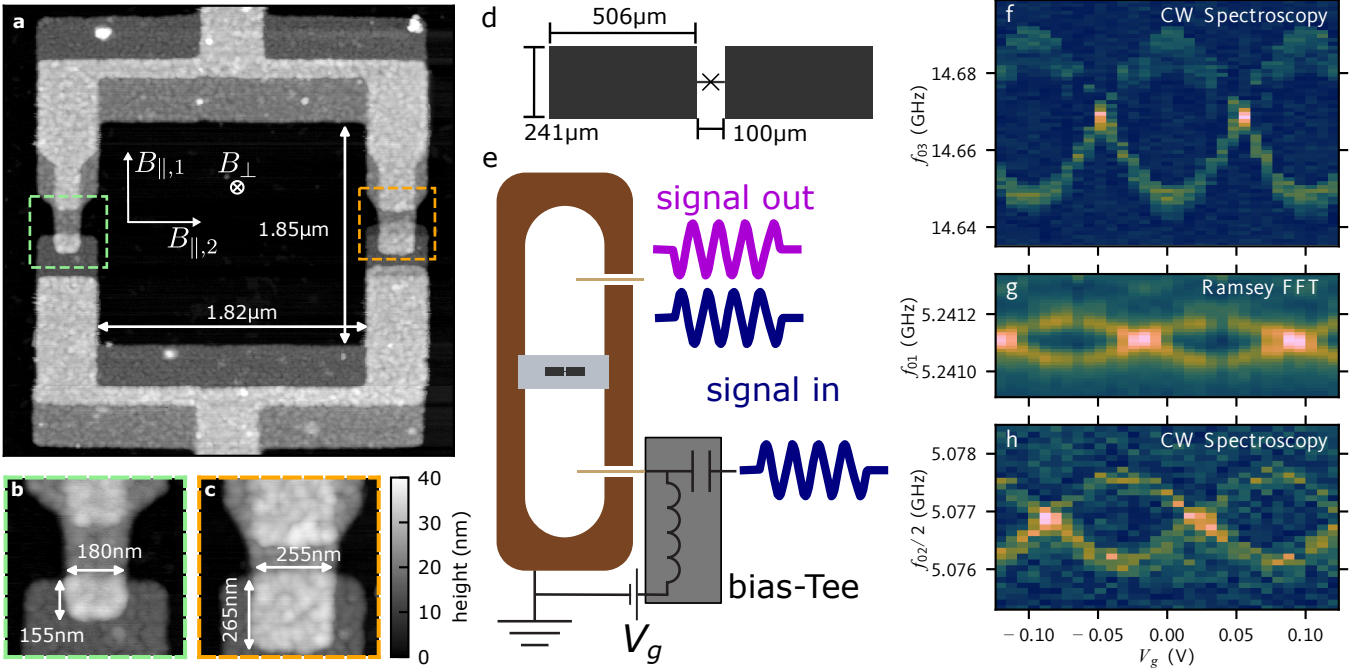 a
B∥,1
B⊥
B∥,2
1.85μm
1.82μm
b
180nm
155nm
c
255nm
265nm
40
30
20
10
0
height (nm)
d
506μm
241μm
100μm
e
signal out
signal in
bias-Tee
Vg
f
CW Spectroscopy
14.68
14.66
14.64
f03 (GHz)
g
Ramsey FFT
5.2412
5.2410
f01 (GHz)
h
CW Spectroscopy
5.078
5.077
5.076
f02/2 (GHz)
−0.10
−0.05
0.00
0.05
0.10
Vg (V)